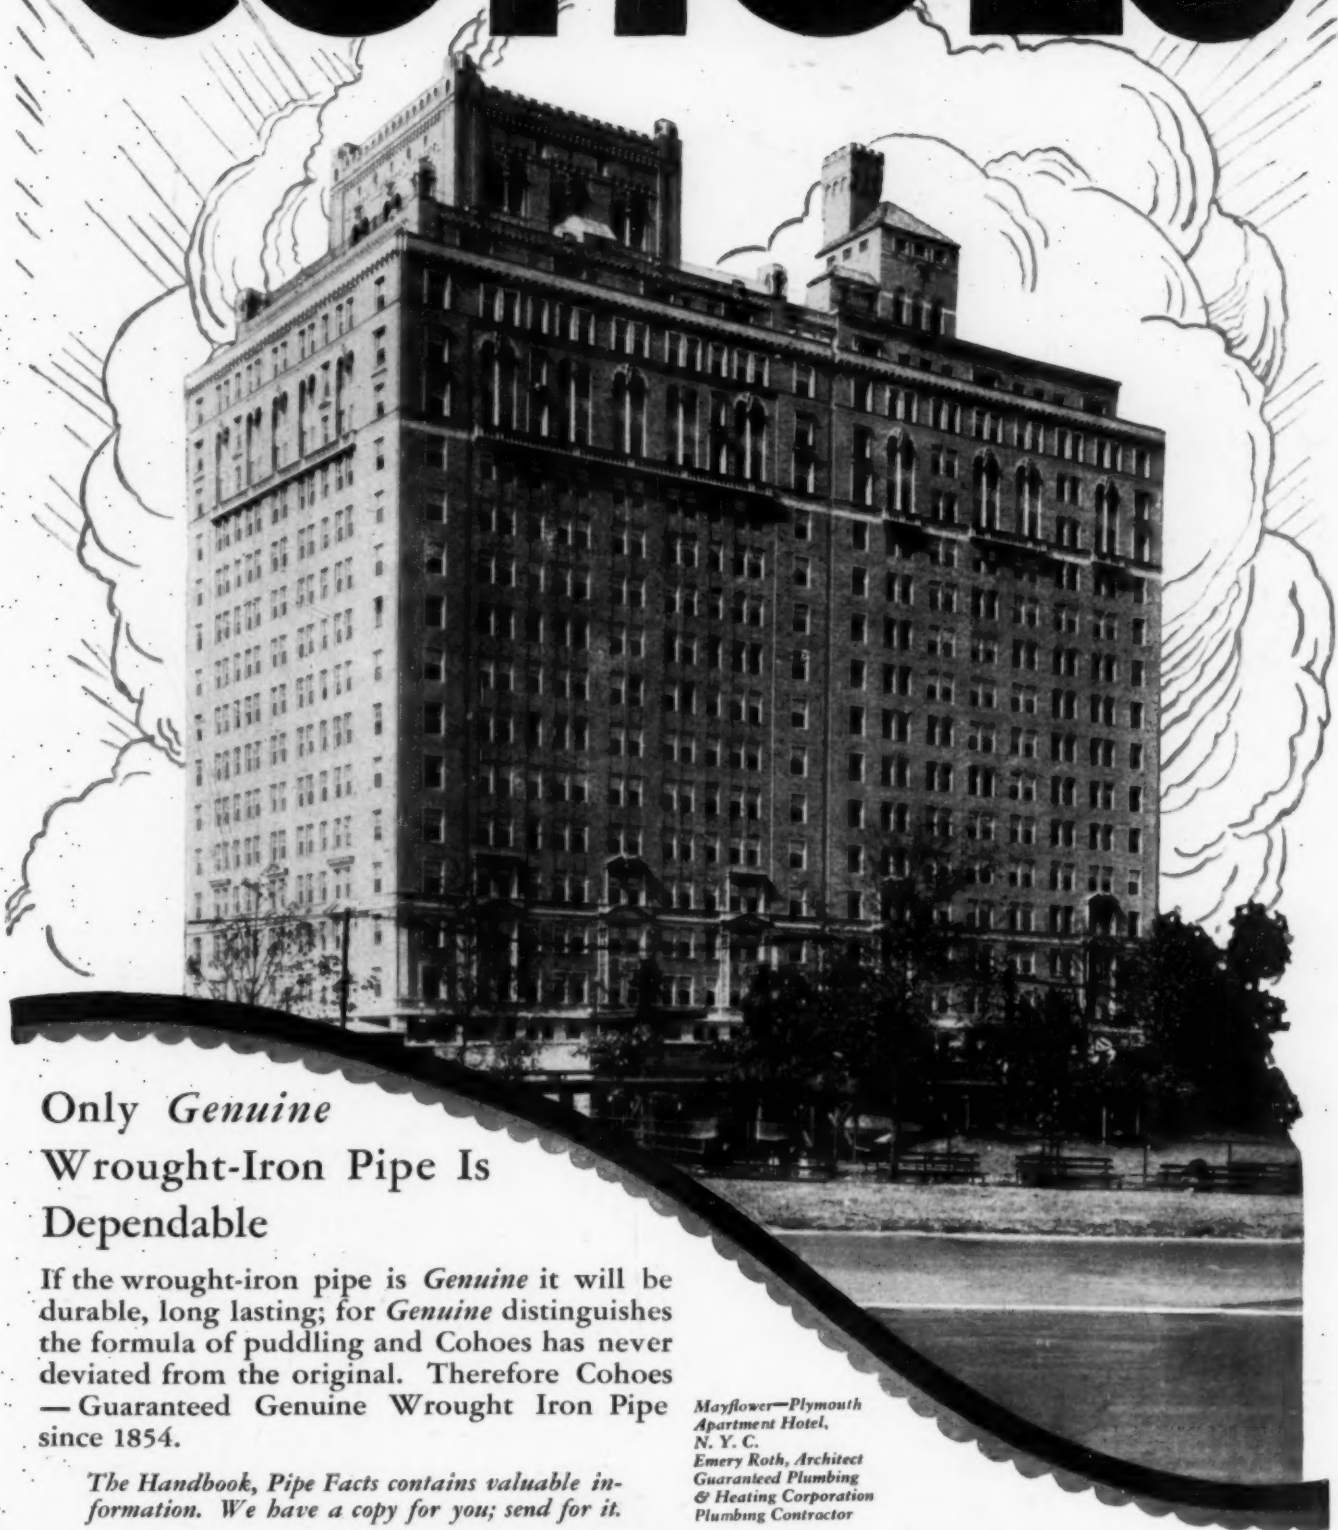 Only Genuine
Wrought-Iron Pipe Is
Dependable
If the wrought-iron pipe is Genuine it will be
durable, long lasting; for Genuine distinguishes
the formula of puddling and Cohoes has never
deviated from the original. Therefore Cohoes
— Guaranteed Genuine Wrought Iron Pipe
since 1854.
The Handbook, Pipe Facts contains valuable in-
formation. We have a copy for you; send for it.
Mayflower—Plymouth
Apartment Hotel,
N. Y. C.
Emery Roth, Architect
Guaranteed Plumbing
& Heating Corporation
Plumbing Contractor